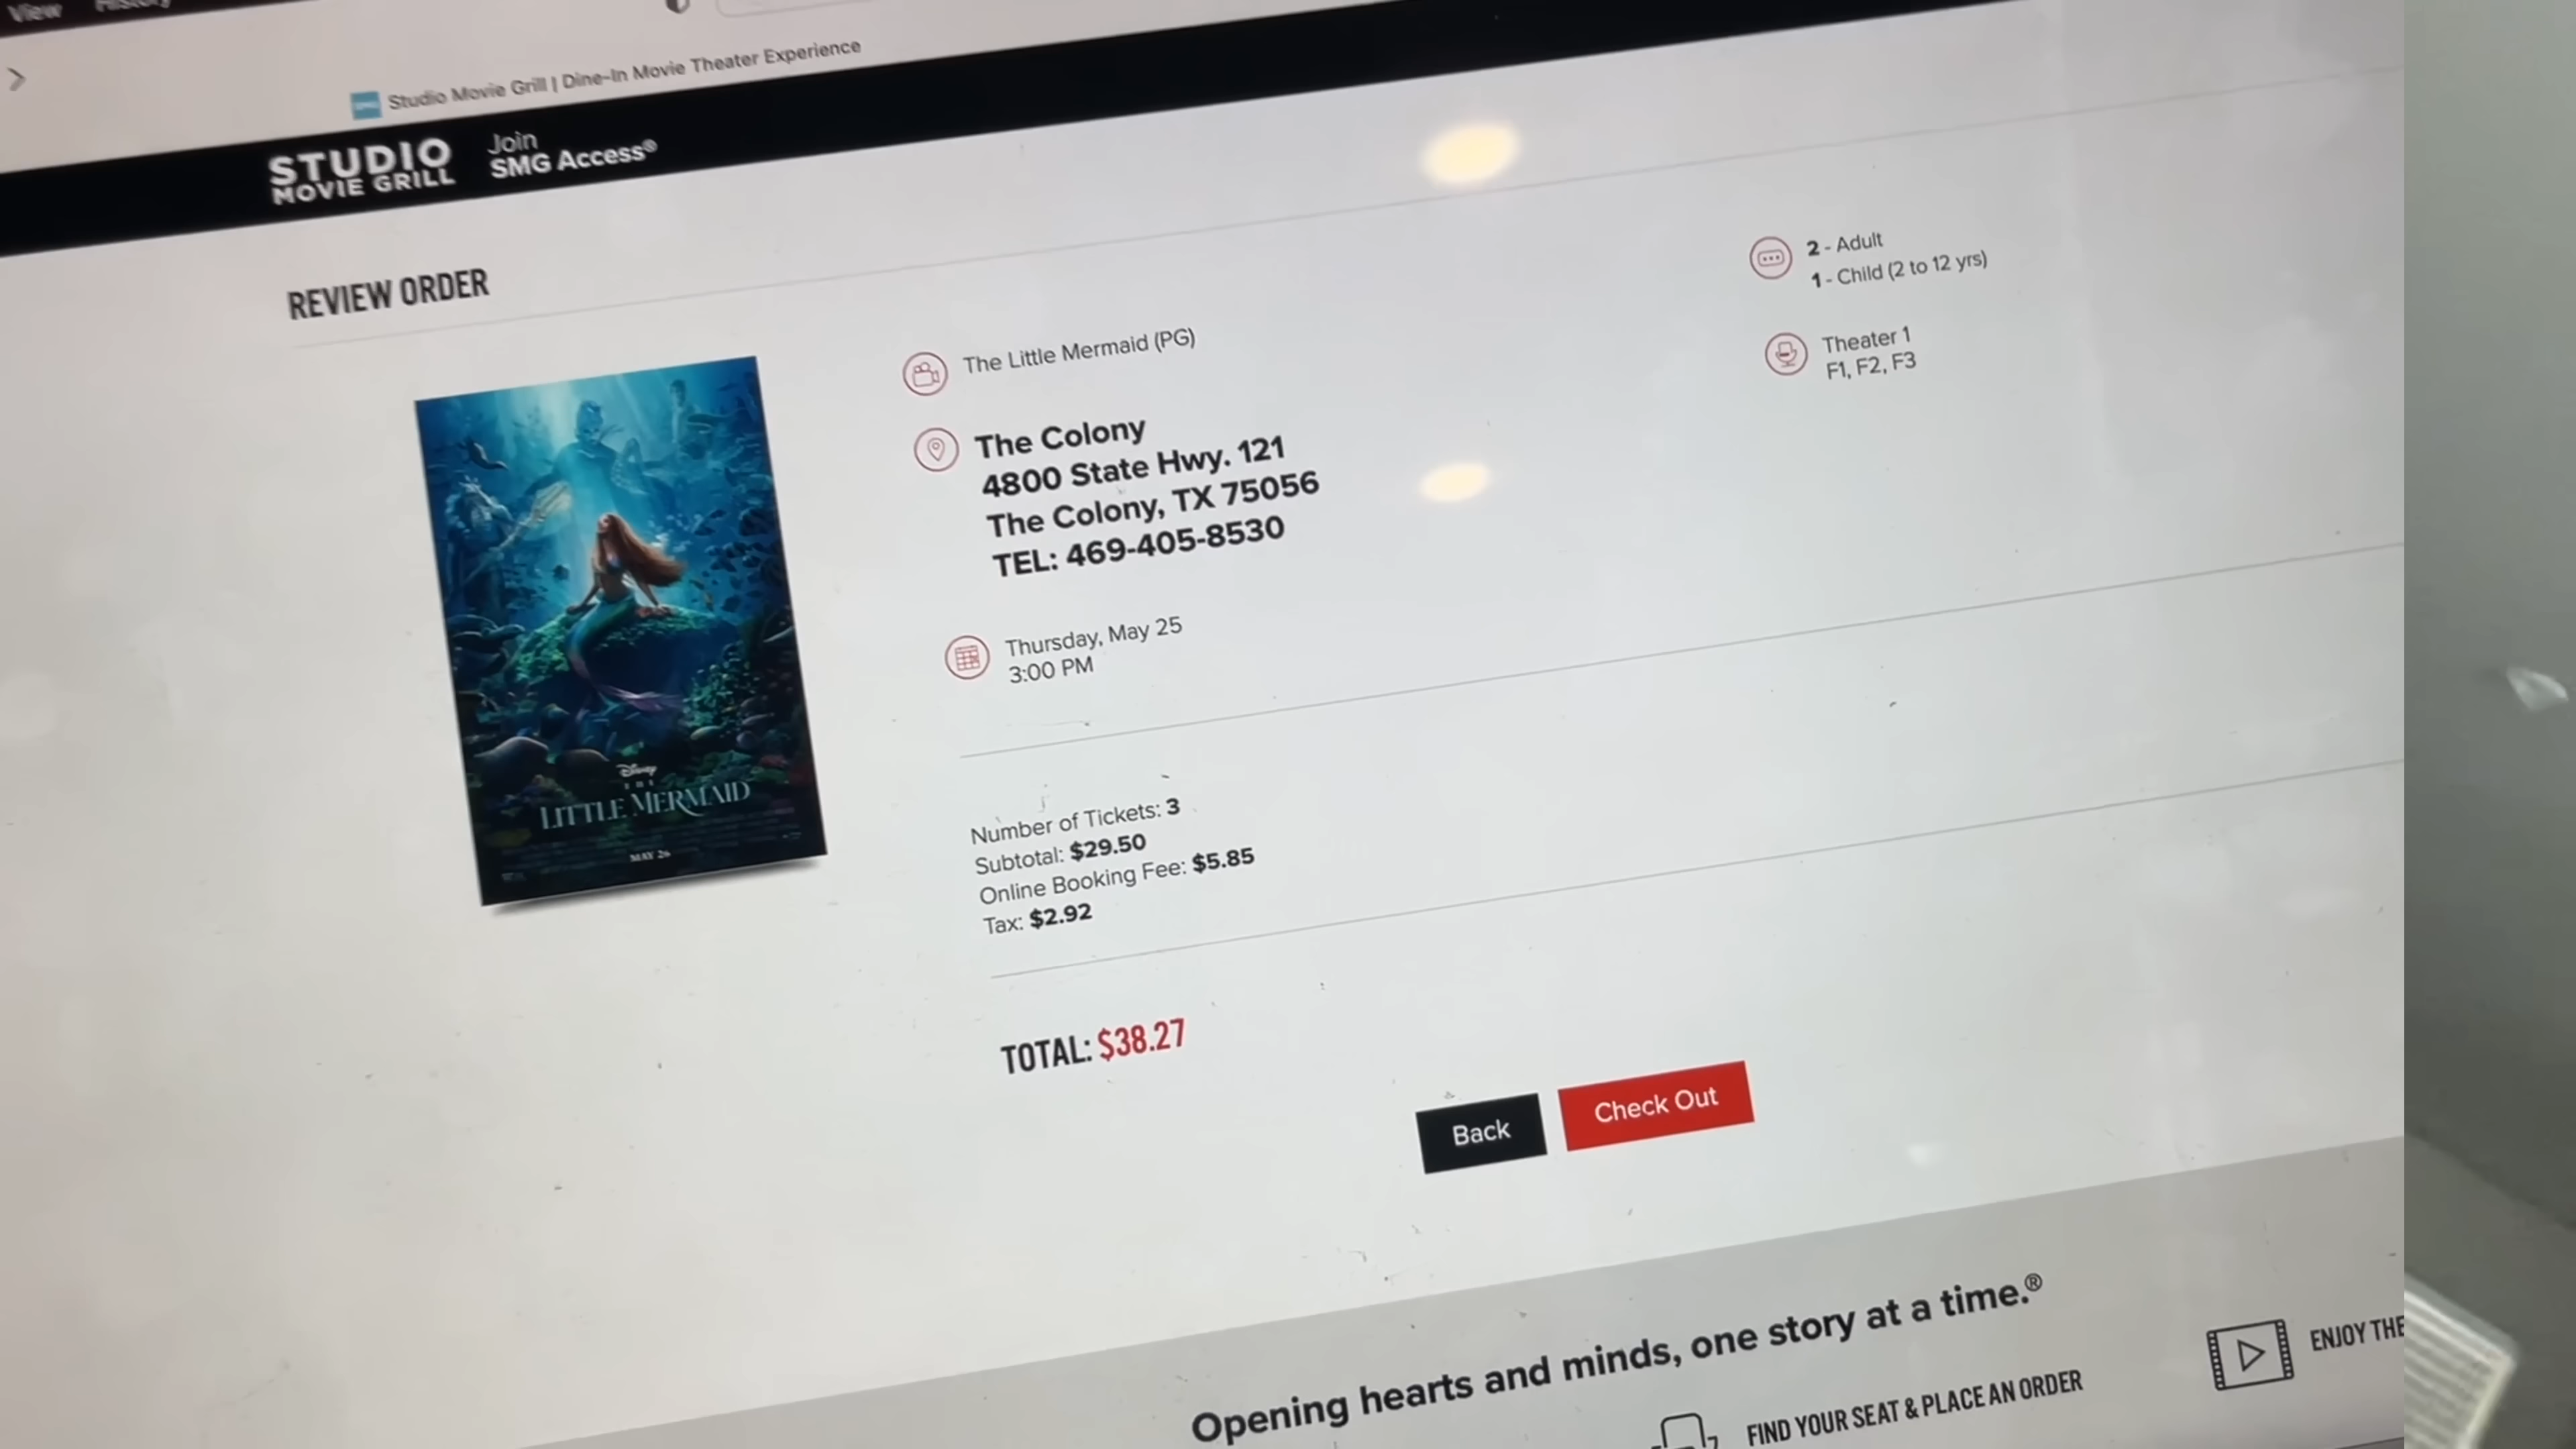 View History
Studio Movie Grill | Dine-In Movie Theater Experience
STUDIO
MOVIE GRILL
Join
SMG Access®
REVIEW ORDER
The Little Mermaid (PG)
The Colony
4800 State Hwy. 121
The Colony, TX 75056
TEL: 469-405-8530
Thursday, May 25
3:00 PM
2 - Adult
1 - Child (2 to 12 yrs)
Theater 1
F1, F2, F3
Disney
THE
LITTLE MERMAID
MAY 26
Number of Tickets: 3
Subtotal: $29.50
Online Booking Fee: $5.85
Tax: $2.92
TOTAL: $38.27
Back
Check Out
Opening hearts and minds, one story at a time.®
FIND YOUR SEAT & PLACE AN ORDER
ENJOY THE